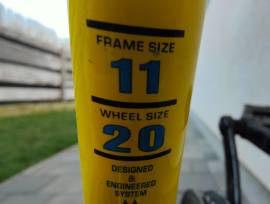 FRAME SIZE
11
WHEEL SIZE
20
DESIGNED
&
ENGINEERED
SYSTEM